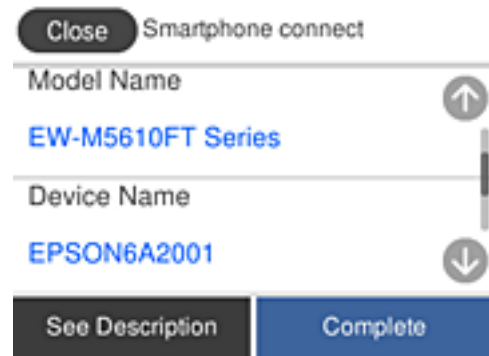 Close Smartphone connect
Model Name
EW-M5610FT Series
Device Name
EPSON6A2001
See Description Complete